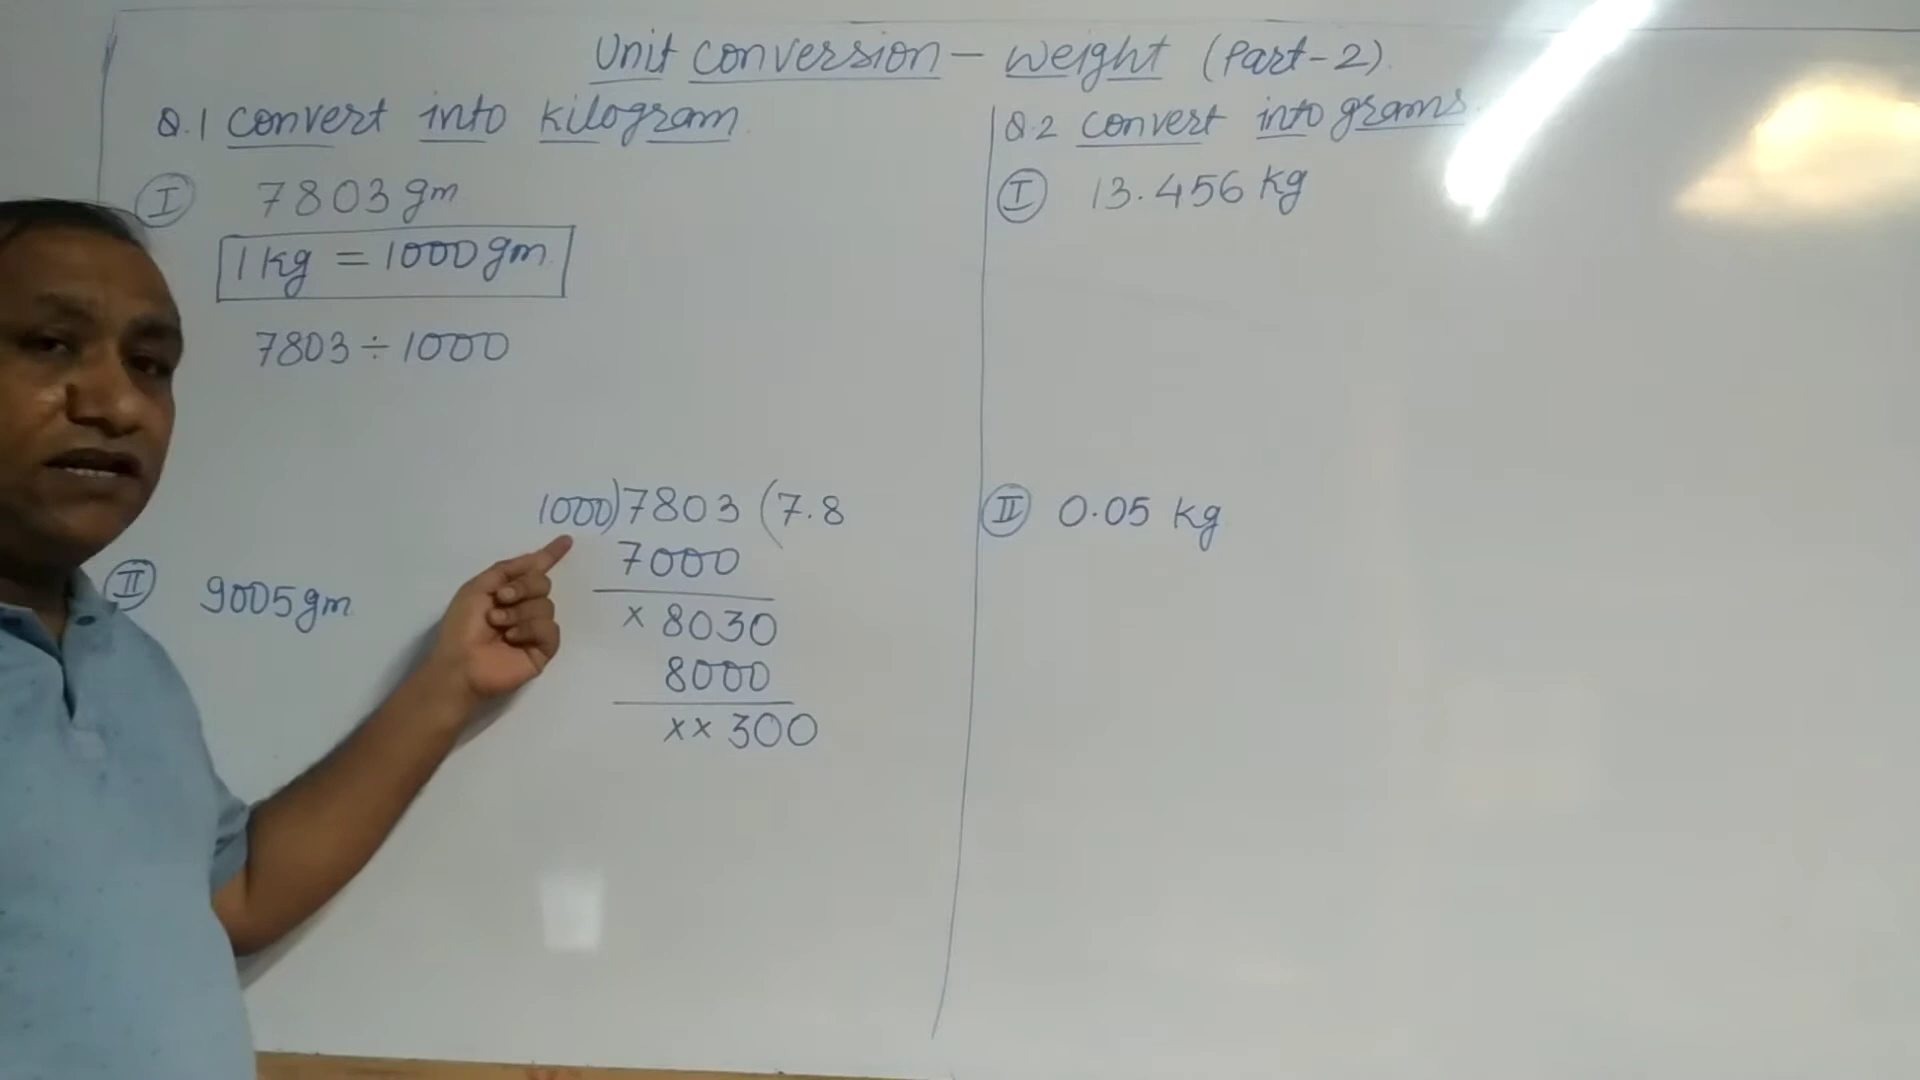 Unit conversion – weight (Part-2)
Q.1 convert into kilogram
I 7803 gm
1 kg = 1000 gm
7803 ÷ 1000
1000)7803(7.8
7000
× 8030
8000
×× 300
II 9005 gm
Q.2 convert into grams
I 13.456 kg
II 0.05 kg